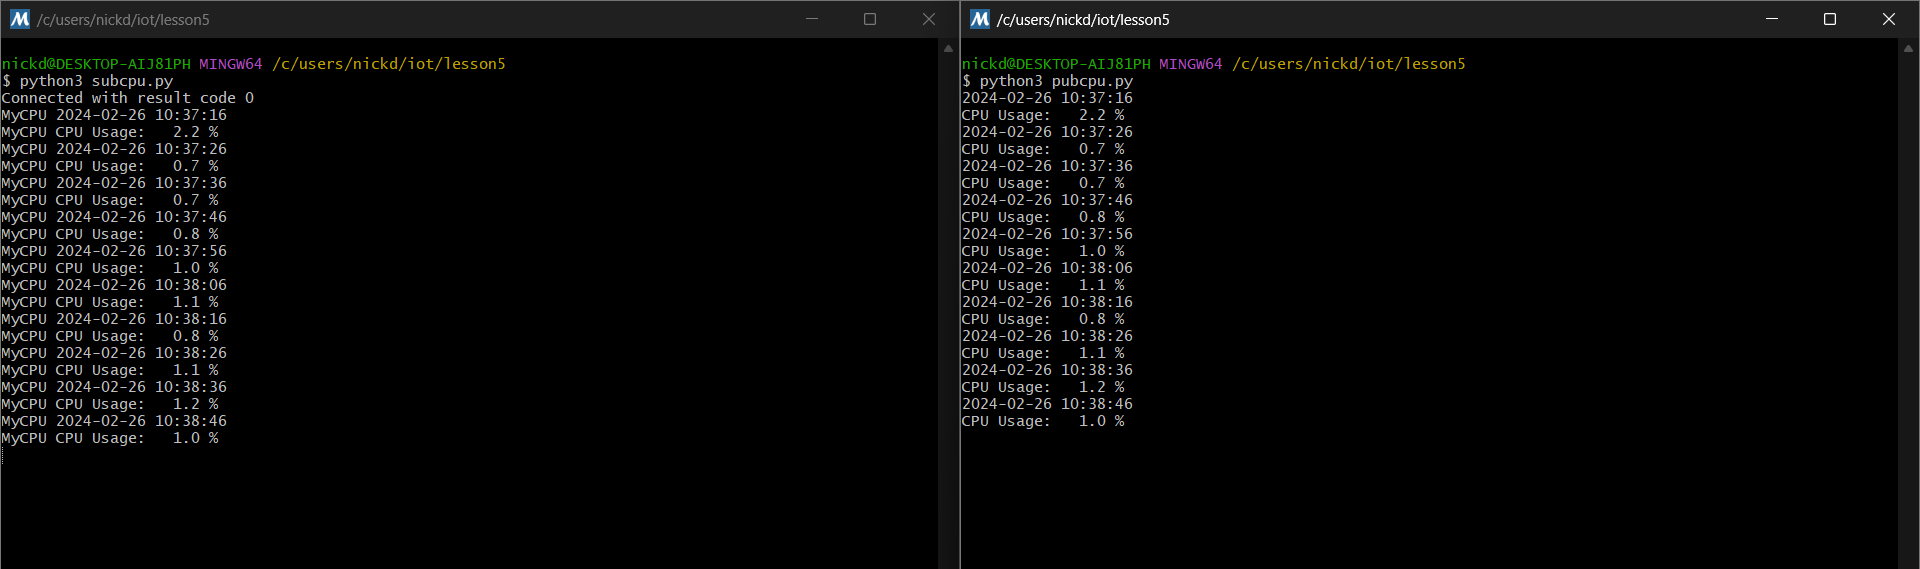 /c/users/nickd/iot/lesson5
nickd@DESKTOP-AIJ81PH MINGW64 /c/users/nickd/iot/lesson5
$ python3 subcpu.py
Connected with result code 0
MyCPU 2024-02-26 10:37:16
MyCPU CPU Usage:   2.2 %
MyCPU 2024-02-26 10:37:26
MyCPU CPU Usage:   0.7 %
MyCPU 2024-02-26 10:37:36
MyCPU CPU Usage:   0.7 %
MyCPU 2024-02-26 10:37:46
MyCPU CPU Usage:   0.8 %
MyCPU 2024-02-26 10:37:56
MyCPU CPU Usage:   1.0 %
MyCPU 2024-02-26 10:38:06
MyCPU CPU Usage:   1.1 %
MyCPU 2024-02-26 10:38:16
MyCPU CPU Usage:   0.8 %
MyCPU 2024-02-26 10:38:26
MyCPU CPU Usage:   1.1 %
MyCPU 2024-02-26 10:38:36
MyCPU CPU Usage:   1.2 %
MyCPU 2024-02-26 10:38:46
MyCPU CPU Usage:   1.0 %
/c/users/nickd/iot/lesson5
nickd@DESKTOP-AIJ81PH MINGW64 /c/users/nickd/iot/lesson5
$ python3 pubcpu.py
2024-02-26 10:37:16
CPU Usage:   2.2 %
2024-02-26 10:37:26
CPU Usage:   0.7 %
2024-02-26 10:37:36
CPU Usage:   0.7 %
2024-02-26 10:37:46
CPU Usage:   0.8 %
2024-02-26 10:37:56
CPU Usage:   1.0 %
2024-02-26 10:38:06
CPU Usage:   1.1 %
2024-02-26 10:38:16
CPU Usage:   0.8 %
2024-02-26 10:38:26
CPU Usage:   1.1 %
2024-02-26 10:38:36
CPU Usage:   1.2 %
2024-02-26 10:38:46
CPU Usage:   1.0 %